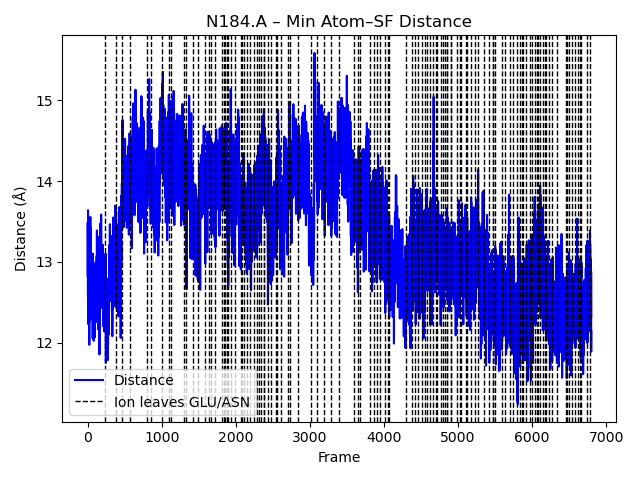 N184.A – Min Atom–SF Distance
Distance (Å)
15
14
13
12
Distance
Ion leaves GLU/ASN
0 1000 2000 3000 4000 5000 6000 7000
Frame